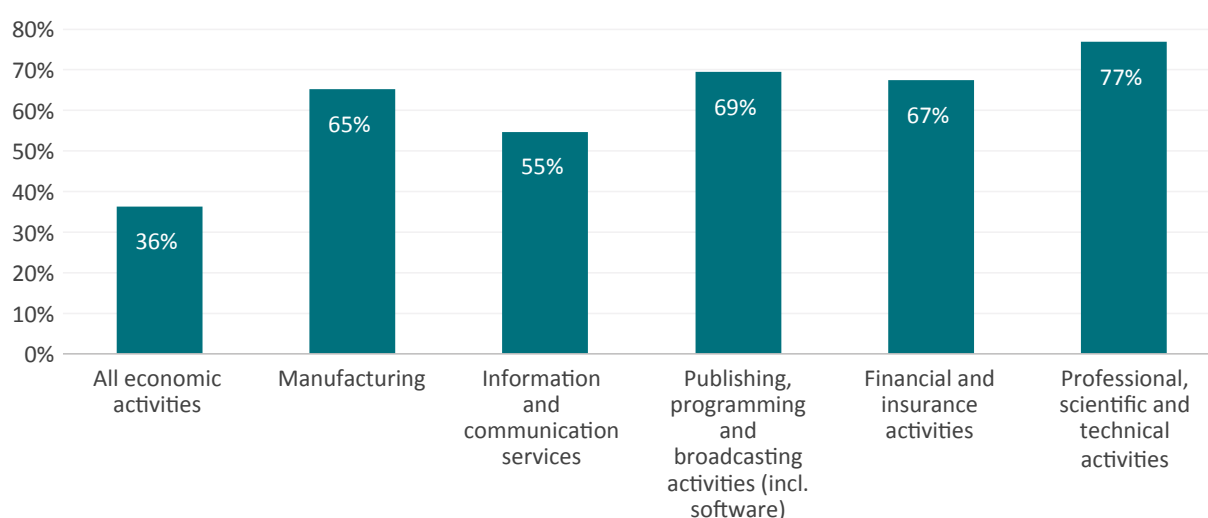 80%
70%
60%
50%
40%
30%
20%
10%
0%
36%
65%
55%
69%
67%
77%
All economic
activities
Manufacturing
Information
and
communication
services
Publishing,
programming
and
broadcasting
activities (incl.
software)
Financial and
insurance
activities
Professional,
scientific and
technical
activities